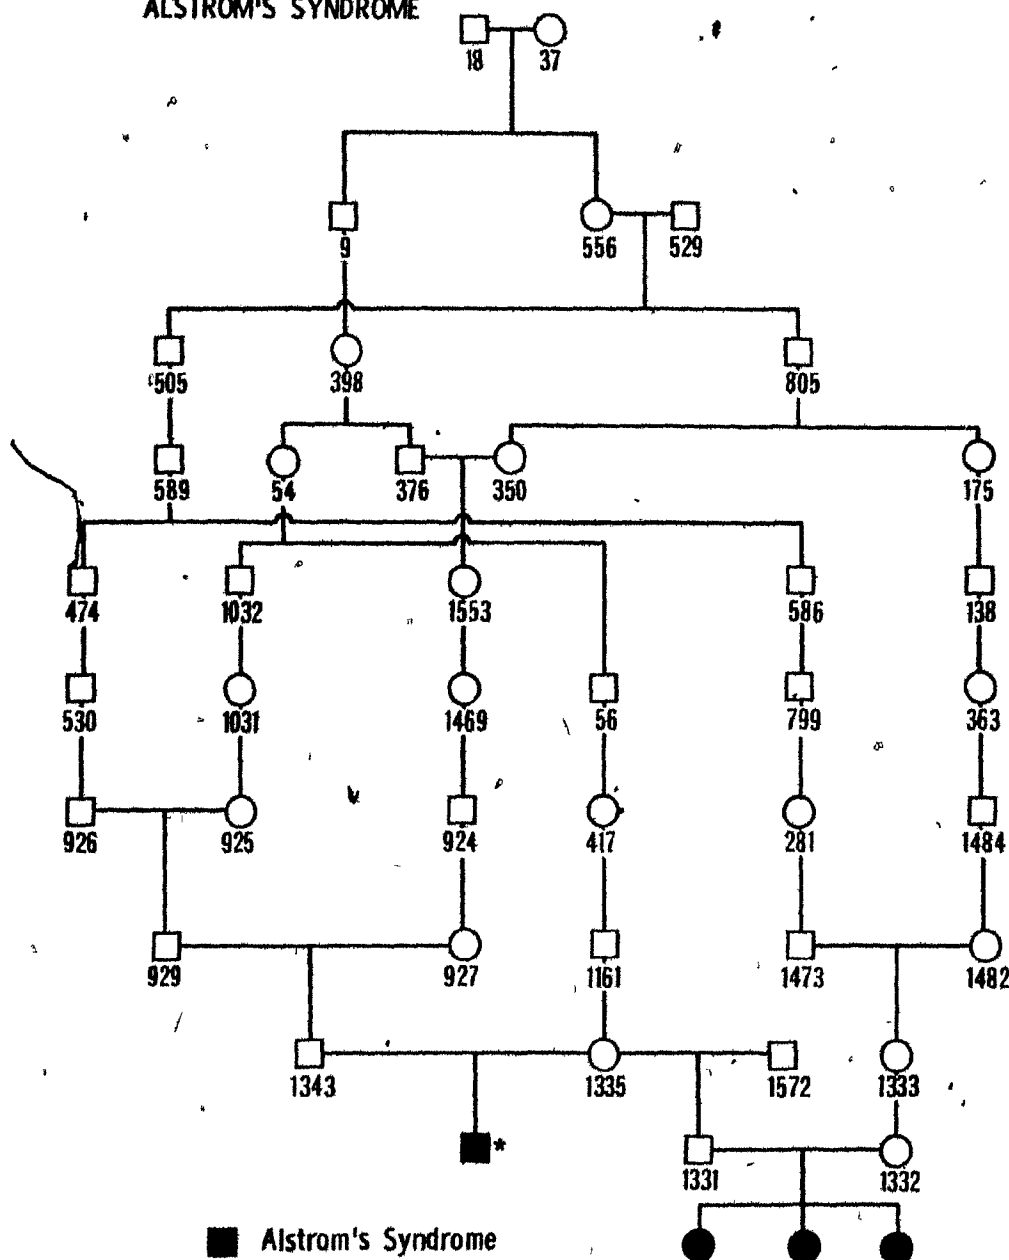 ALSTROM'S SYNDROME
18 37
9 556 529
505 398 805
589 54 376 350 175
474 1032 1553 586 138
530 1031 1469 56 799 363
926 925 924 417 281 1484
929 927 1161 1473 1482
1343 1335 1572 1333
*
1331 1332
Alstrom's Syndrome